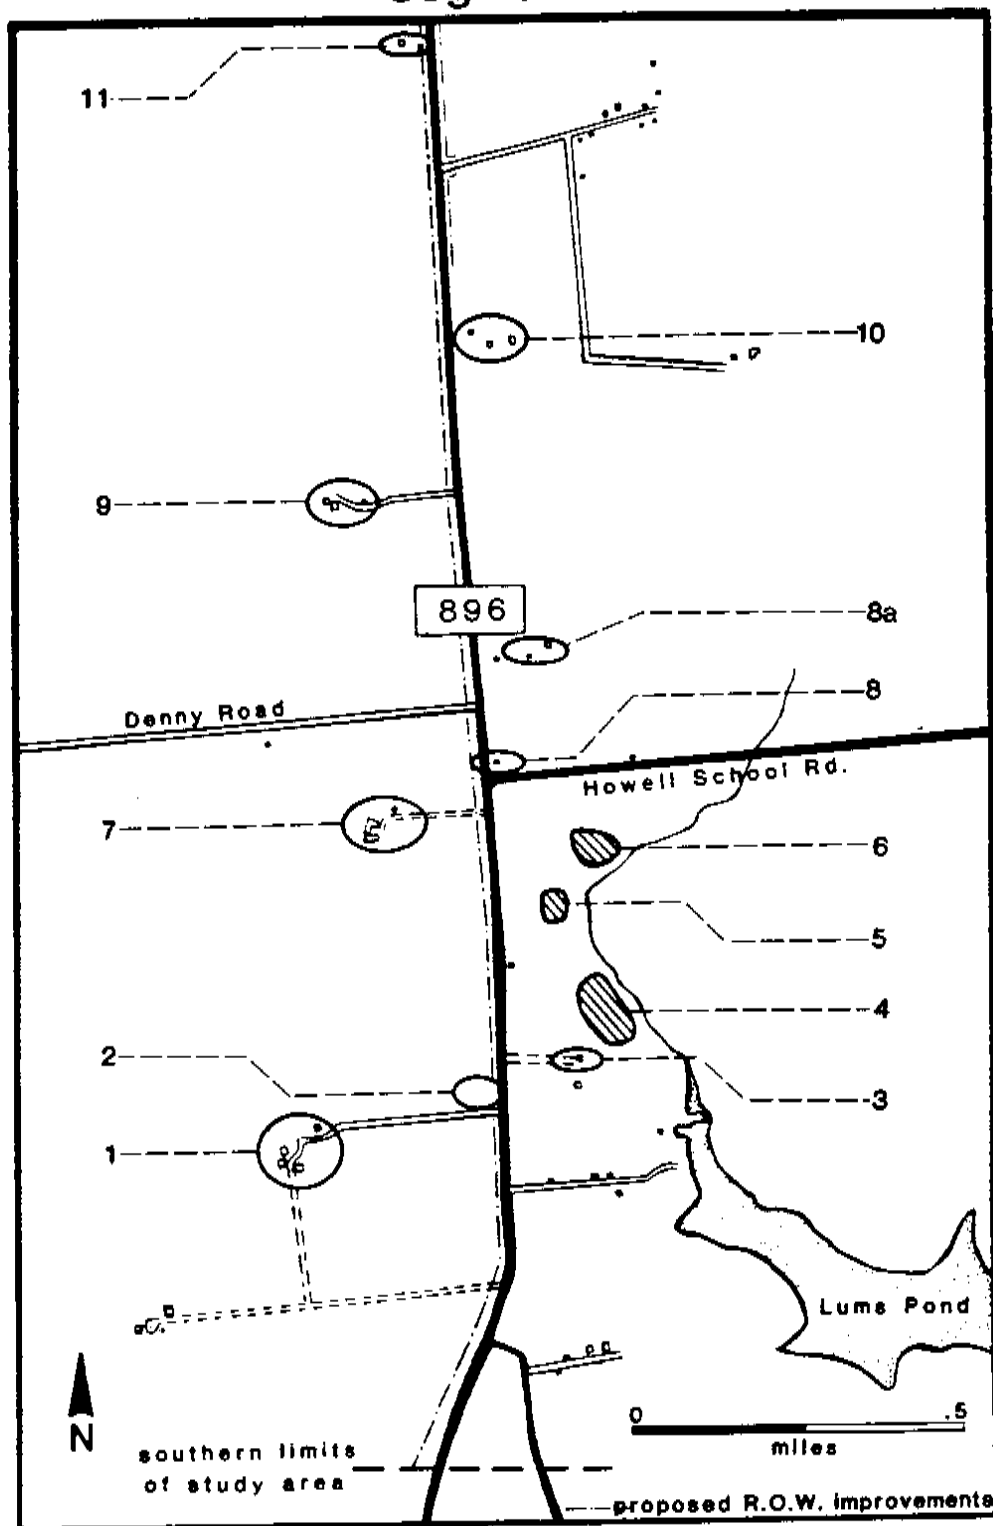 11
10
9
896
8a
8
Denny Road
Howell School Rd.
7
6
5
4
2
3
1
Lums Pond
N
0 .5
miles
southern limits
of study area
proposed R.O.W. improvements